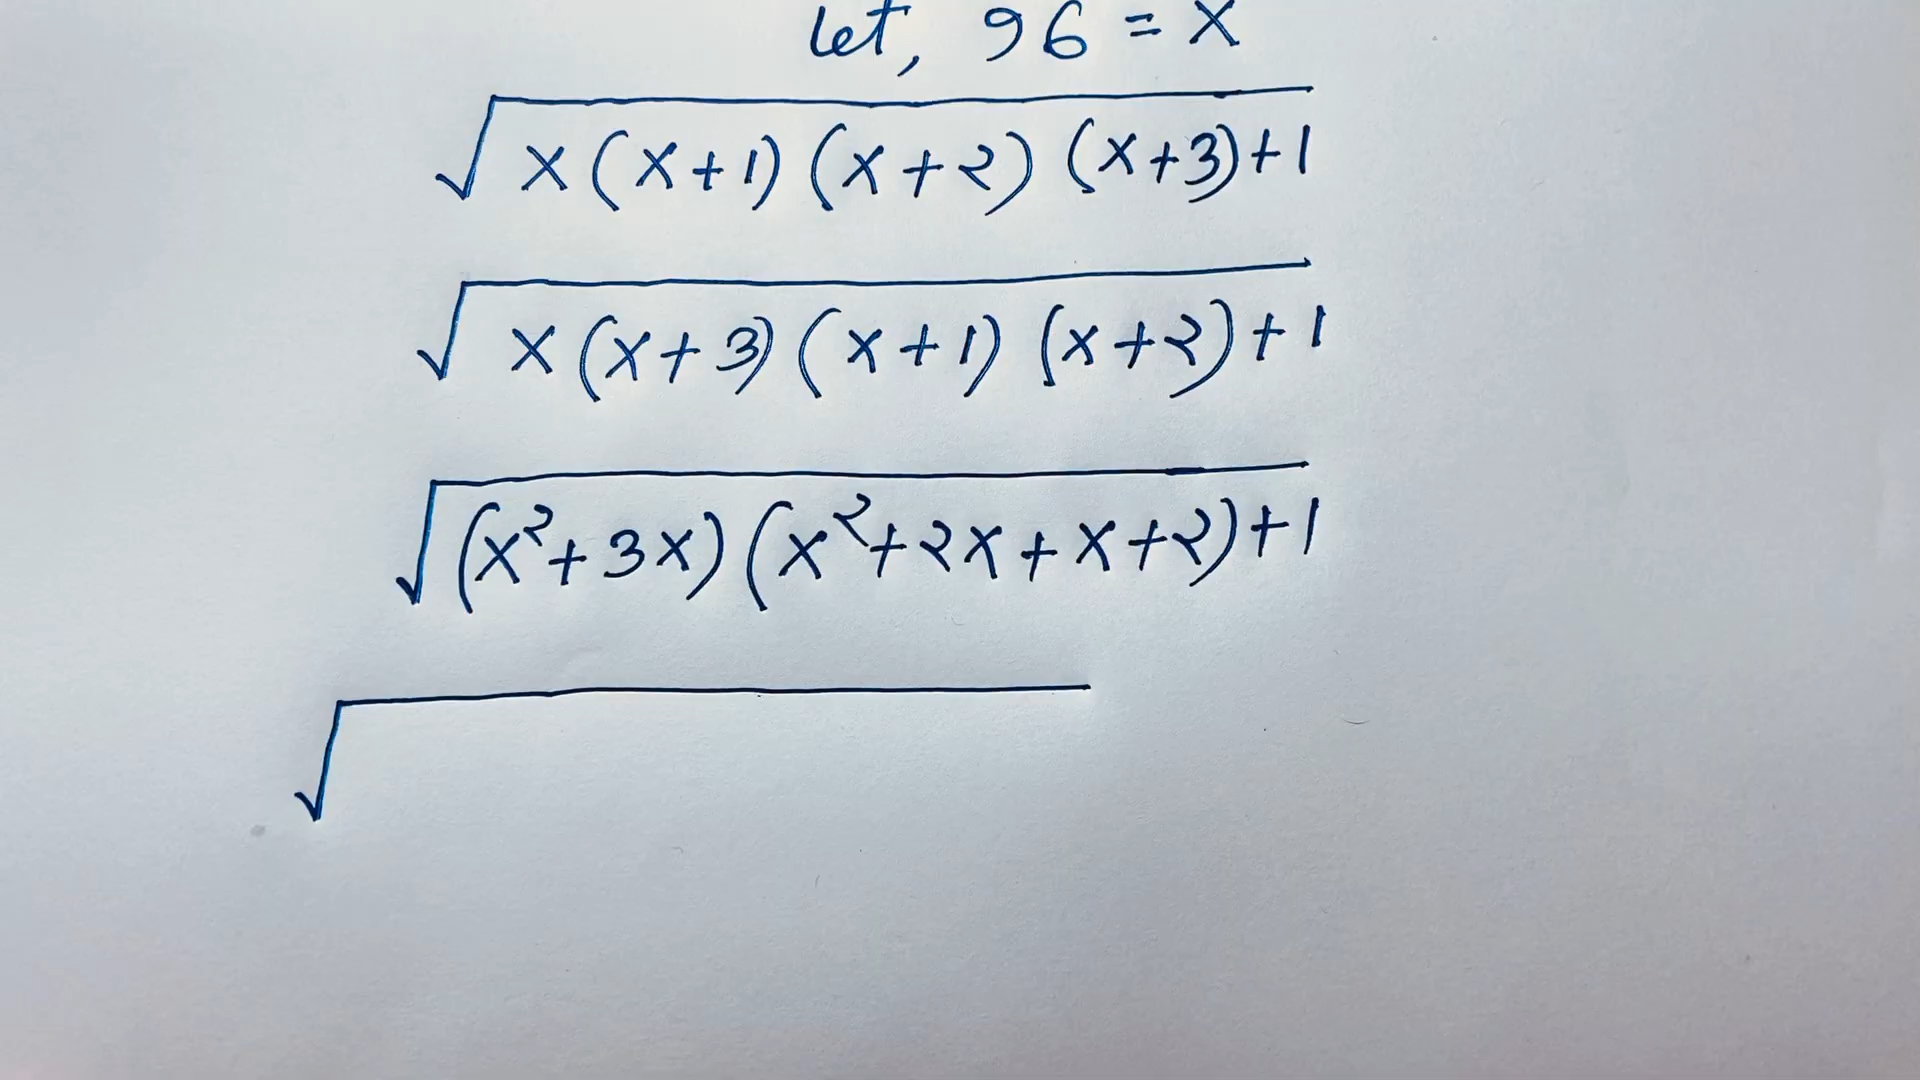 let, 96 = x
√x(x+1)(x+2)(x+3)+1
√x(x+3)(x+1)(x+2)+1
√(x²+3x)(x²+2x+x+2)+1
√